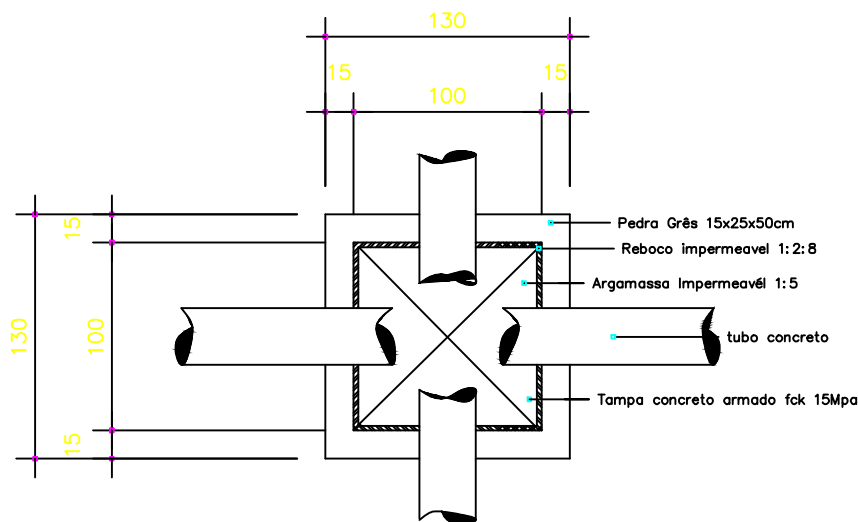 130
15
15
100
Pedra Grês 15x25x50cm
15
Reboco impermeavel 1:2:8
Argamassa Impermeavél 1:5
130
100
tubo concreto
Tampa concreto armado fck 15Mpa
15